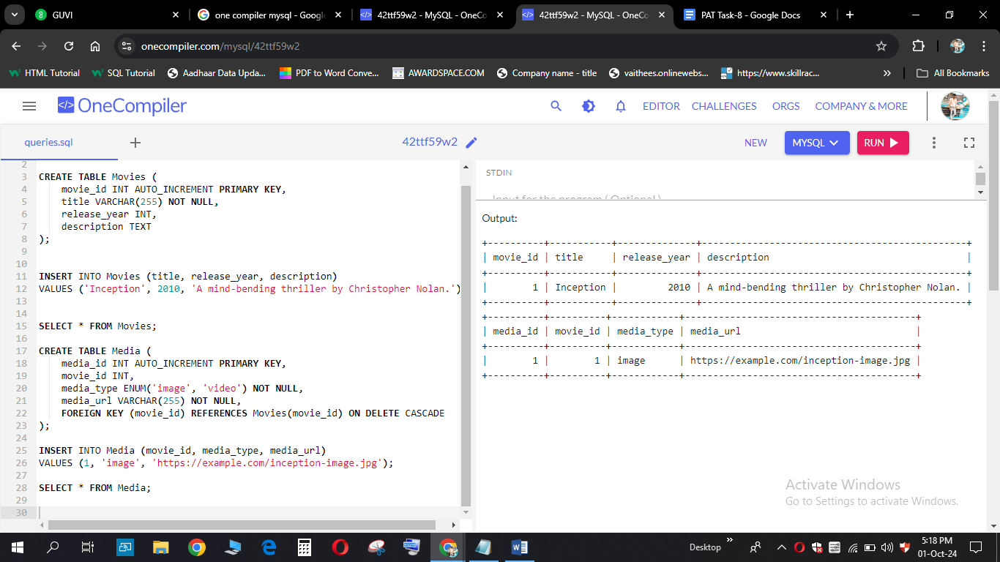 GUVI
one compiler mysql - Googl
42ttf59w2 - MySQL - OneCo
42ttf59w2 - MySQL - OneCo
PAT Task-8 - Google Docs
onecompiler.com/mysql/42ttf59w2
HTML Tutorial
SQL Tutorial
Aadhaar Data Upda...
PDF to Word Conve...
AWARDSPACE.COM
Company name - title
vaithees.onlinewebs...
https://www.skillrac...
All Bookmarks
OneCompiler
EDITOR
CHALLENGES
ORGS
COMPANY & MORE
queries.sql
42ttf59w2
NEW
MYSQL
RUN
2
3 CREATE TABLE Movies (
4 movie_id INT AUTO_INCREMENT PRIMARY KEY,
5 title VARCHAR(255) NOT NULL,
6 release_year INT,
7 description TEXT
8 );
9
10
11 INSERT INTO Movies (title, release_year, description)
12 VALUES ('Inception', 2010, 'A mind-bending thriller by Christopher Nolan.')
13
14
15 SELECT * FROM Movies;
16
17 CREATE TABLE Media (
18 media_id INT AUTO_INCREMENT PRIMARY KEY,
19 movie_id INT,
20 media_type ENUM('image', 'video') NOT NULL,
21 media_url VARCHAR(255) NOT NULL,
22 FOREIGN KEY (movie_id) REFERENCES Movies(movie_id) ON DELETE CASCADE
23 );
24
25 INSERT INTO Media (movie_id, media_type, media_url)
26 VALUES (1, 'image', 'https://example.com/inception-image.jpg');
27
28 SELECT * FROM Media;
29
30
STDIN
Input for the program ( Optional )
Output:
+----------+-----------+--------------+-----------------------------------------------+
| movie_id | title     | release_year | description                                   |
+----------+-----------+--------------+-----------------------------------------------+
|        1 | Inception |         2010 | A mind-bending thriller by Christopher Nolan. |
+----------+-----------+--------------+-----------------------------------------------+
+----------+----------+------------+-----------------------------------------+
| media_id | movie_id | media_type | media_url                               |
+----------+----------+------------+-----------------------------------------+
|        1 |        1 | image      | https://example.com/inception-image.jpg |
+----------+----------+------------+-----------------------------------------+
Activate Windows
Go to Settings to activate Windows.
Desktop
5:18 PM
01-Oct-24